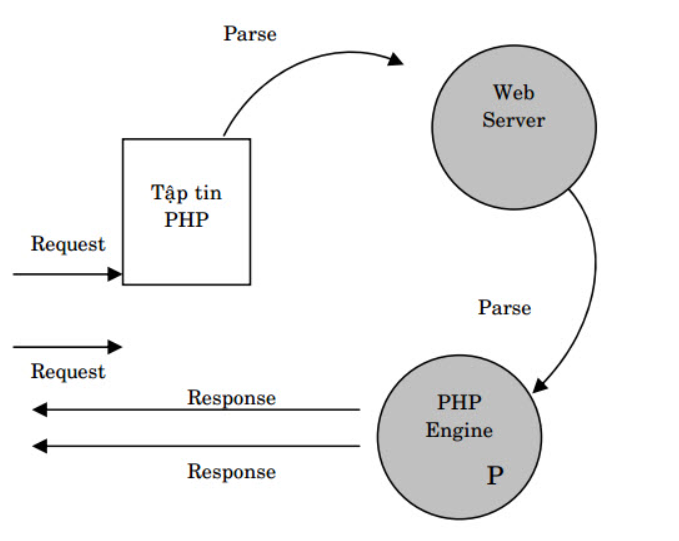 Parse
Web
Server
Tập tin
PHP
Request
Parse
Request
Response
PHP
Engine
P
Response